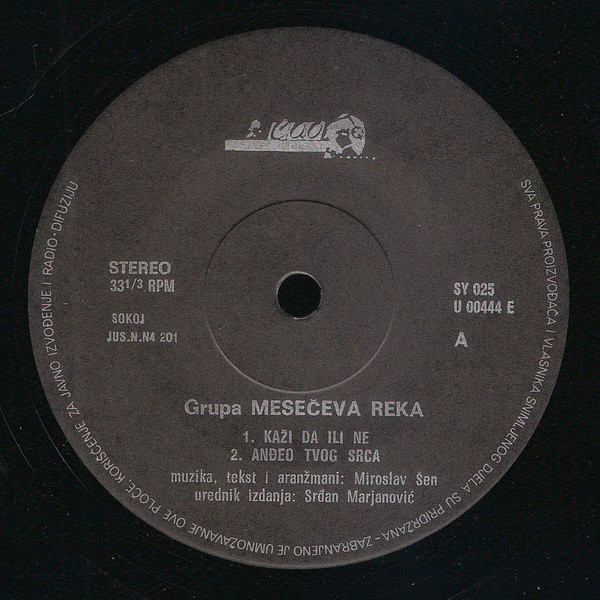 STEREO
33 1/3 RPM
SOKOJ
JUS.N.N4 201
SY 025
U 00444 E
A
Grupa MESEČEVA REKA
1. KAŽI DA ILI NE
2. ANĐEO TVOG SRCA
muzika, tekst i aranžmani: Miroslav Šen
urednik izdanja: Srđan Marjanović
SVA PRAVA PROIZVOĐAČA I VLASNIKA SNIMLJENOG DJELA SU PRIDRŽANA - ZABRANJENO JE UMNOŽAVANJE OVE PLOČE, KORIŠĆENJE ZA JAVNO IZVOĐENJE I RADIO-DIFUZIJU